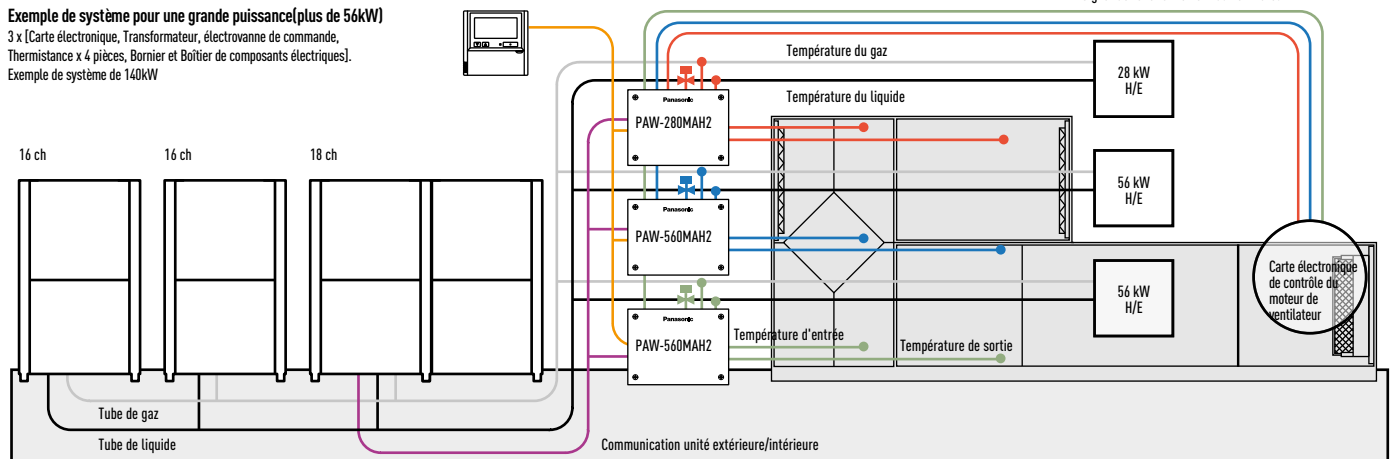 Exemple de système pour une grande puissance(plus de 56kW)
3 x [Carte électronique, Transformateur, électrovanne de commande,
Thermistance x 4 pièces, Bornier et Boîtier de composants électriques].
Exemple de système de 140kW
Température du gaz
28 kW
H/E
Température du liquide
Panasonic
PAW-280MAH2
16 ch
16 ch
18 ch
56 kW
H/E
Panasonic
PAW-560MAH2
Carte électronique
de contrôle du
moteur de
ventilateur
56 kW
H/E
Panasonic
PAW-560MAH2
Température d'entrée
Température de sortie
Tube de gaz
Tube de liquide
Communication unité extérieure/intérieure